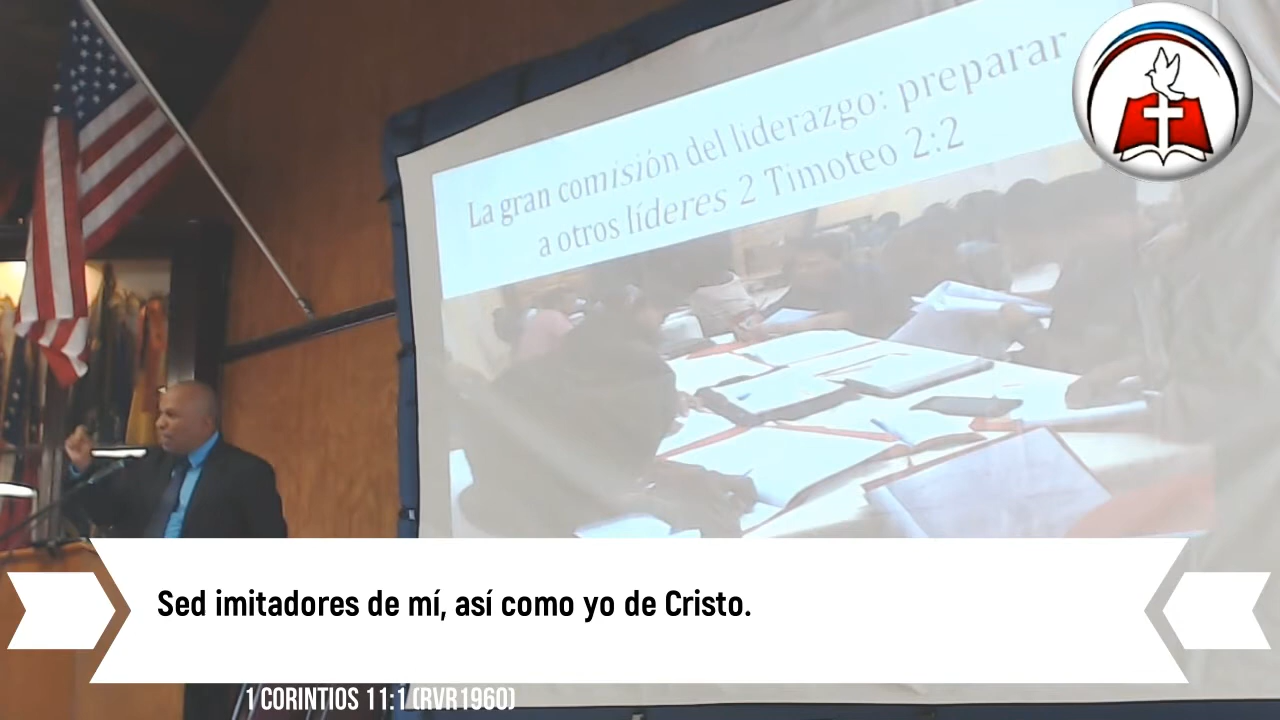 La gran comisión del liderazgo: preparar
a otros líderes 2 Timoteo 2:2
Sed imitadores de mí, así como yo de Cristo.
1 CORINTIOS 11:1 (RVR1960)